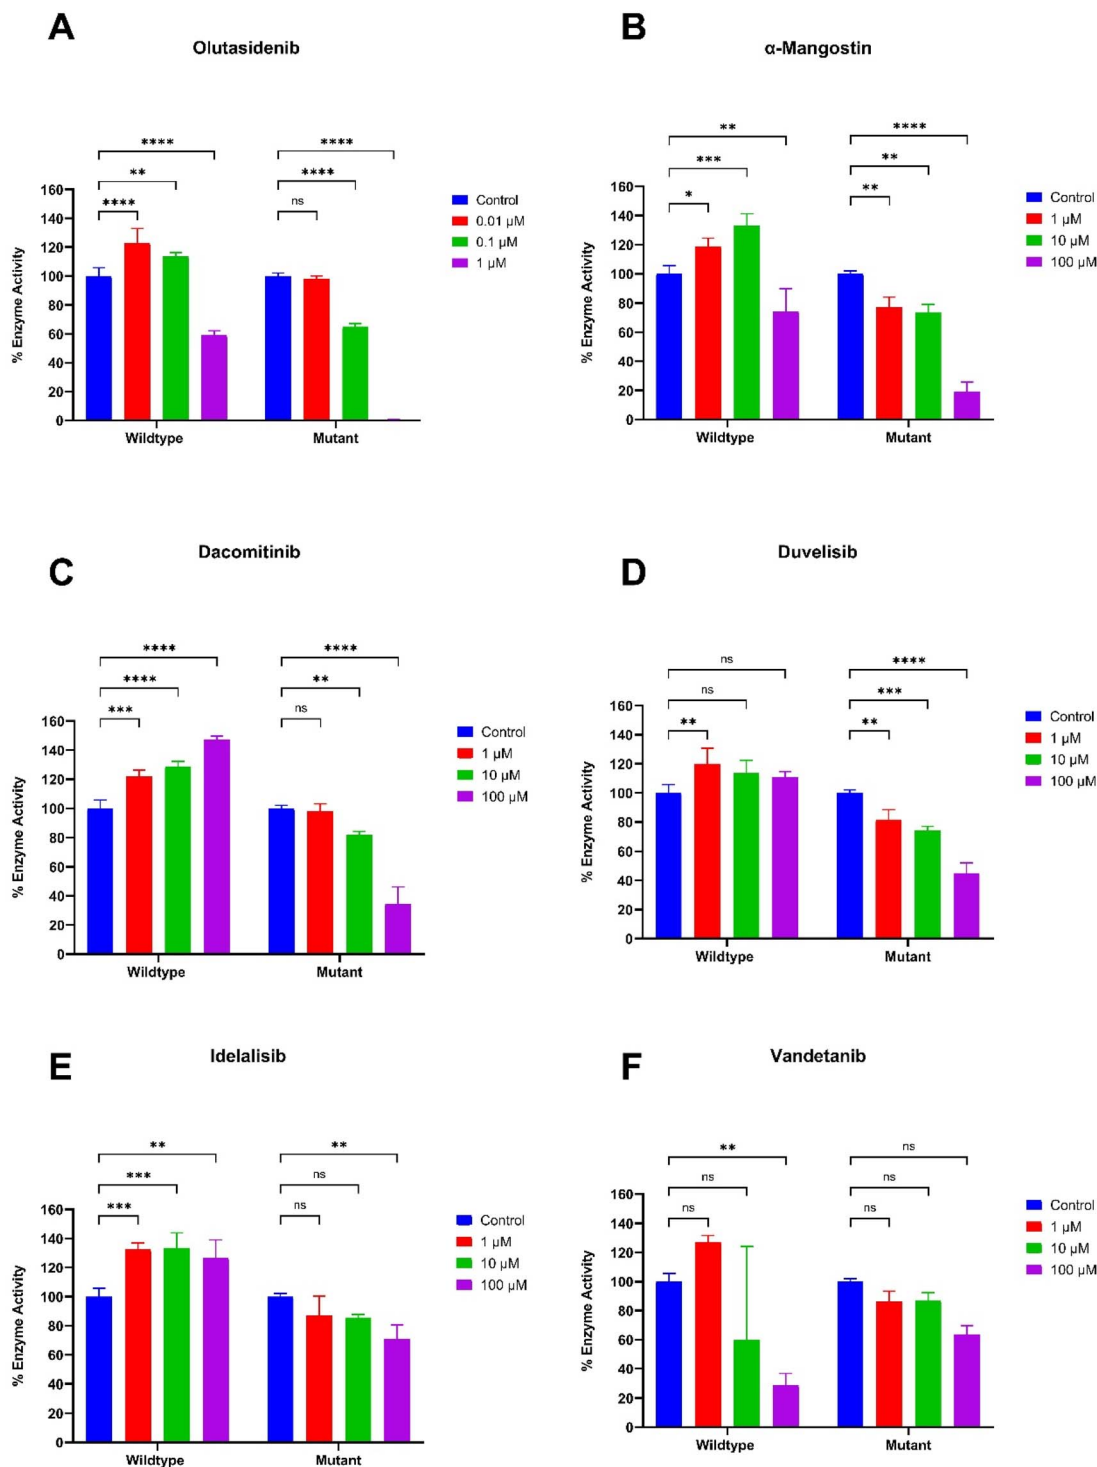 A
Olutasidenib
****
**
****
****
****
ns
% Enzyme Activity
160
140
120
100
80
60
40
20
0
Wildtype
Mutant
Control
0.01 µM
0.1 µM
1 µM
B
α-Mangostin
**
***
*
****
**
**
% Enzyme Activity
160
140
120
100
80
60
40
20
0
Wildtype
Mutant
Control
1 µM
10 µM
100 µM
C
Dacomitinib
****
****
***
****
**
ns
% Enzyme Activity
160
140
120
100
80
60
40
20
0
Wildtype
Mutant
Control
1 µM
10 µM
100 µM
D
Duvelisib
ns
ns
**
****
***
**
% Enzyme Activity
160
140
120
100
80
60
40
20
0
Wildtype
Mutant
Control
1 µM
10 µM
100 µM
E
Idelalisib
**
***
***
**
ns
ns
% Enzyme Activity
160
140
120
100
80
60
40
20
0
Wildtype
Mutant
Control
1 µM
10 µM
100 µM
F
Vandetanib
**
ns
ns
ns
ns
ns
% Enzyme Activity
160
140
120
100
80
60
40
20
0
Wildtype
Mutant
Control
1 µM
10 µM
100 µM